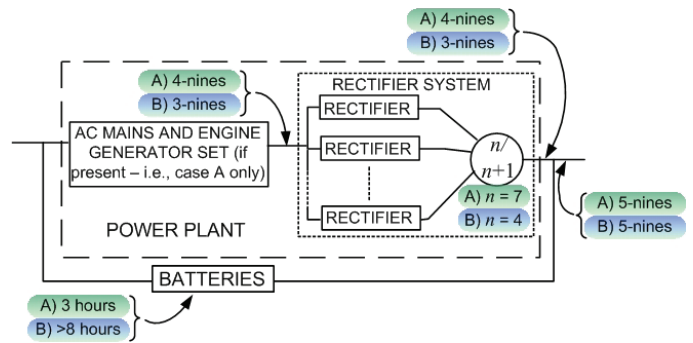 A) 4-nines
B) 3-nines
A) 4-nines
B) 3-nines
RECTIFIER SYSTEM
RECTIFIER
AC MAINS AND ENGINE
GENERATOR SET (if
present – i.e., case A only)
RECTIFIER
n/
n+1
A) n = 7
B) n = 4
RECTIFIER
POWER PLANT
A) 5-nines
B) 5-nines
BATTERIES
A) 3 hours
B) >8 hours